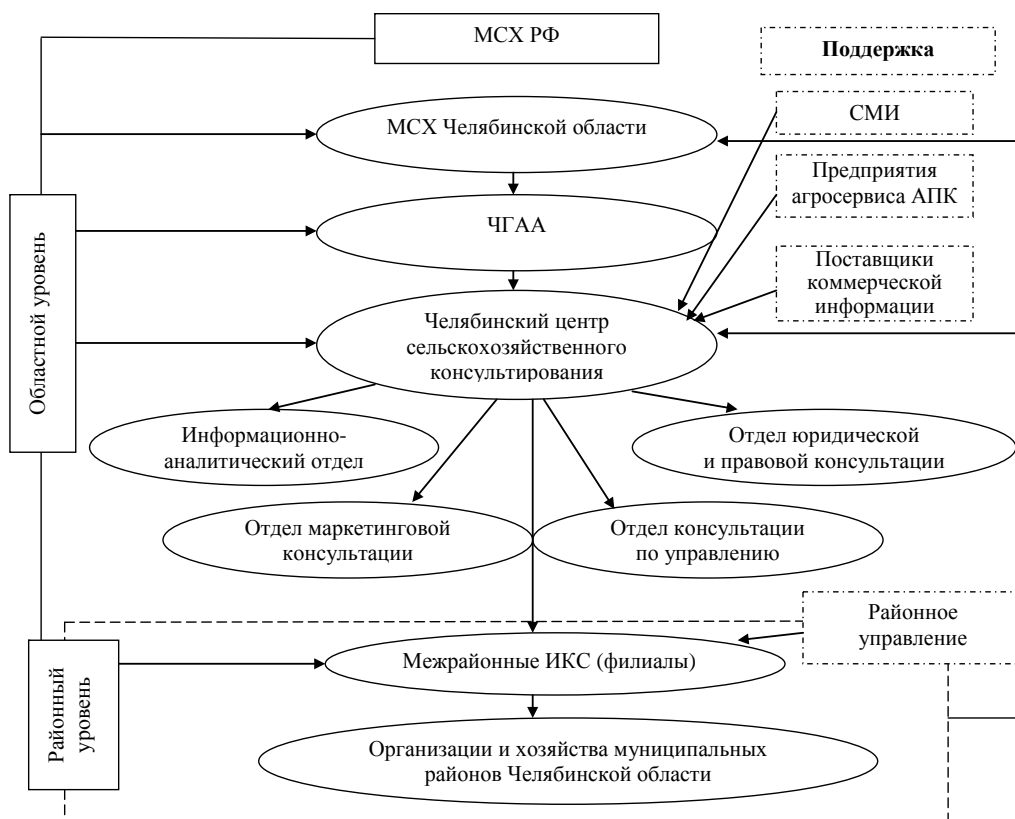 МСХ РФ
Поддержка
СМИ
МСХ Челябинской области
Предприятия
агросервиса АПК
ЧГАА
Поставщики
коммерческой
информации
Областной уровень
Челябинский центр
сельскохозяйственного
консультирования
Информационно-
аналитический отдел
Отдел юридической
и правовой консультации
Отдел маркетинговой
консультации
Отдел консультации
по управлению
Районное
управление
Районный
уровень
Межрайонные ИКС (филиалы)
Организации и хозяйства муниципальных
районов Челябинской области